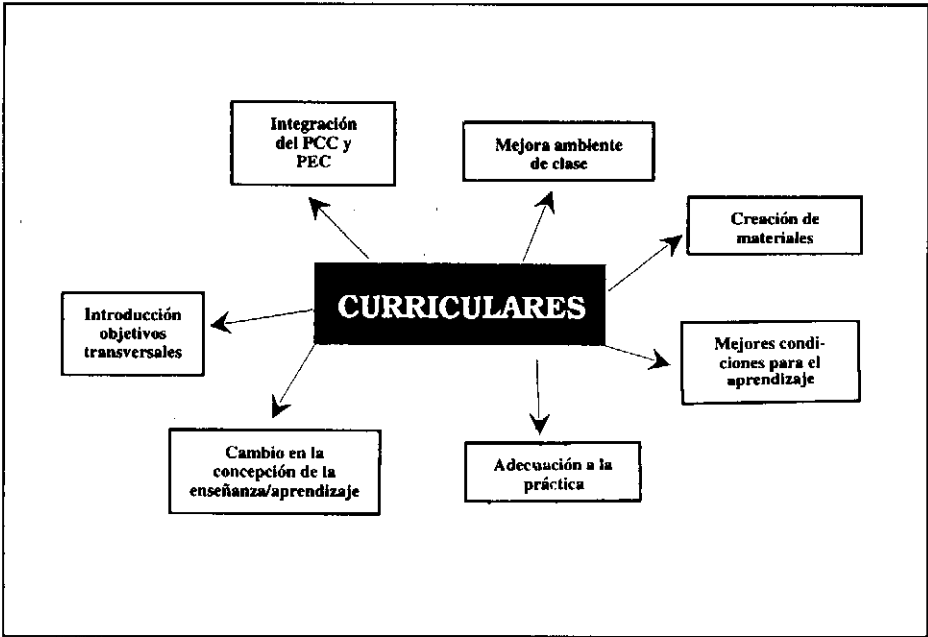 Integración
del PCC y
PEC
Mejora ambiente
de clase
Creación de
materiales
CURRICULARES
Introducción
objetivos
transversales
Mejores condi-
ciones para el
aprendizaje
Cambio en la
concepción de la
enseñanza/aprendizaje
Adecuación a la
práctica